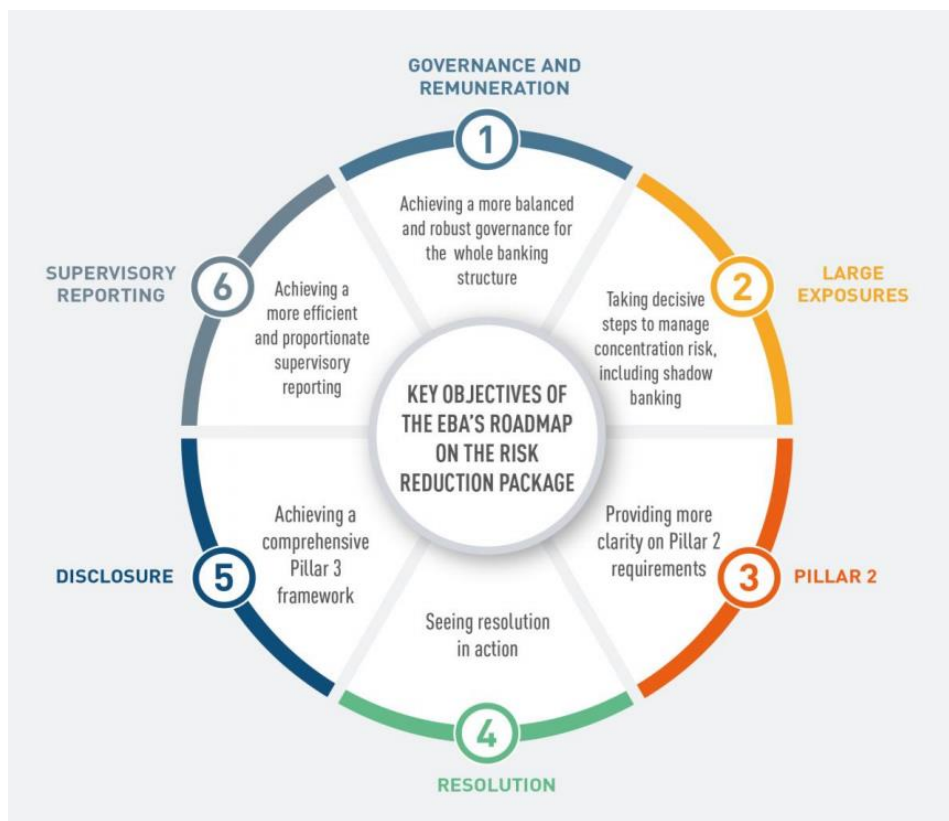 GOVERNANCE AND
REMUNERATION
1
Achieving a more balanced
and robust governance for
the whole banking
structure
2
LARGE
EXPOSURES
Taking decisive
steps to manage
concentration risk,
including shadow
banking
SUPERVISORY
REPORTING
6
Achieving a
more efficient
and proportionate
supervisory
reporting
KEY OBJECTIVES OF
THE EBA'S ROADMAP
ON THE RISK
REDUCTION PACKAGE
Providing more
clarity on Pillar 2
requirements
3
PILLAR 2
Achieving a
comprehensive
Pillar 3
framework
DISCLOSURE
5
Seeing resolution
in action
4
RESOLUTION